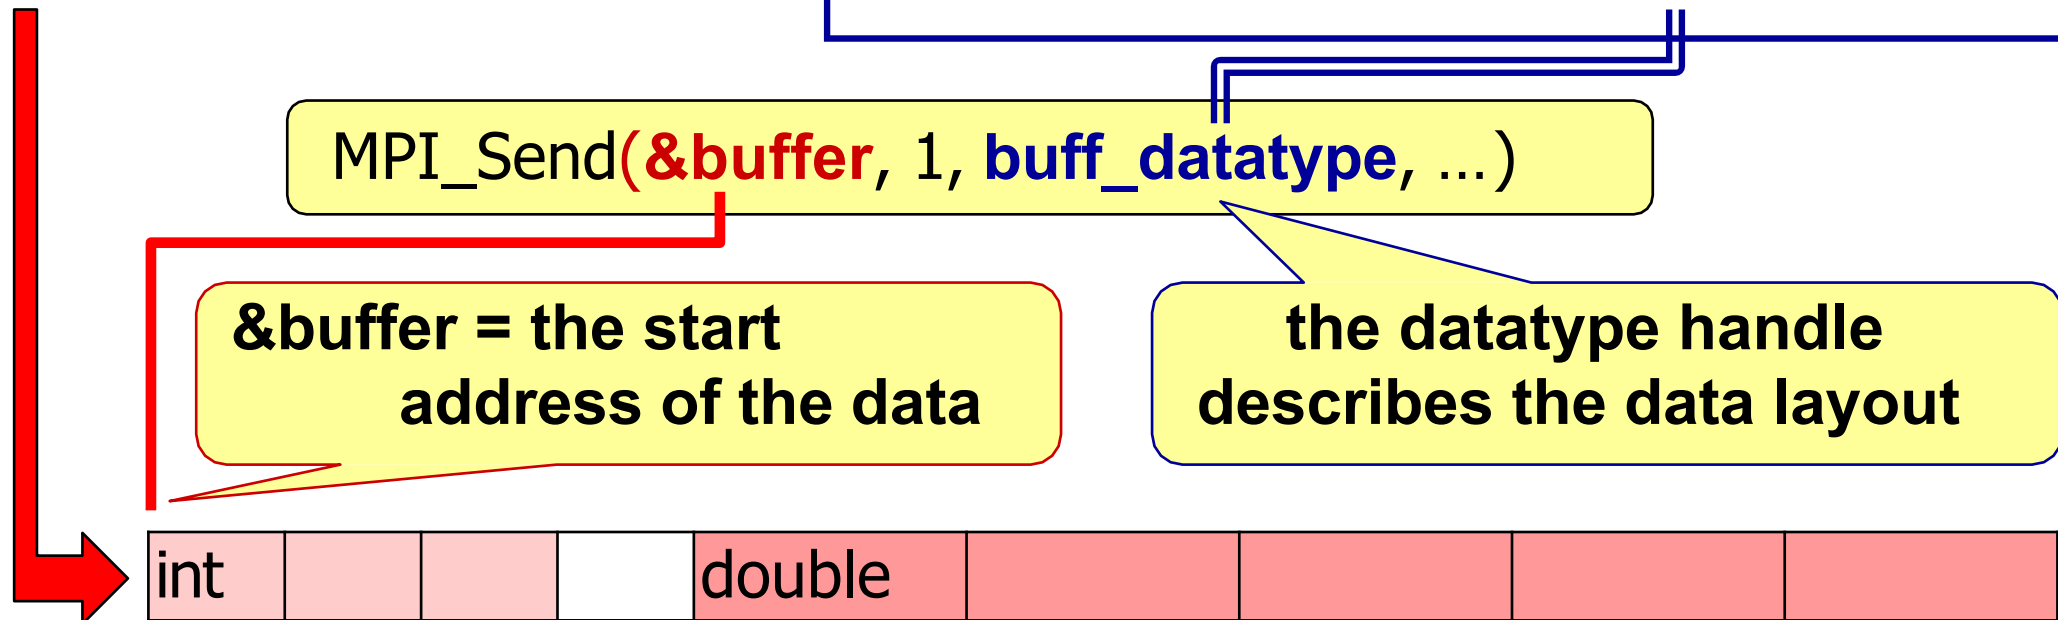 MPI_Send(&buffer, 1, buff_datatype, …)
&buffer = the start
address of the data
the datatype handle
describes the data layout
int double